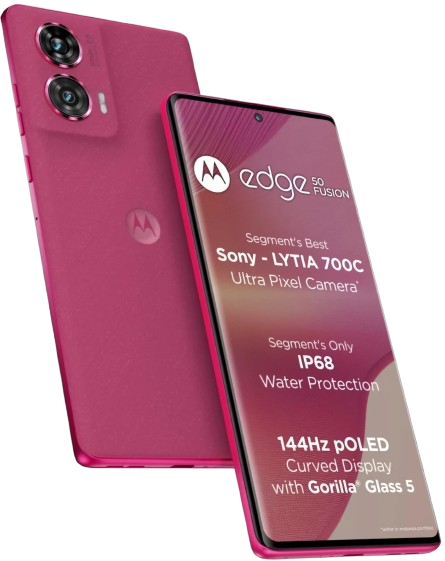 edge 50 FUSION
Segment's Best
Sony - LYTIA 700C
Ultra Pixel Camera*
Segment's Only
IP68
Water Protection
144Hz pOLED
Curved Display
with Gorilla® Glass 5